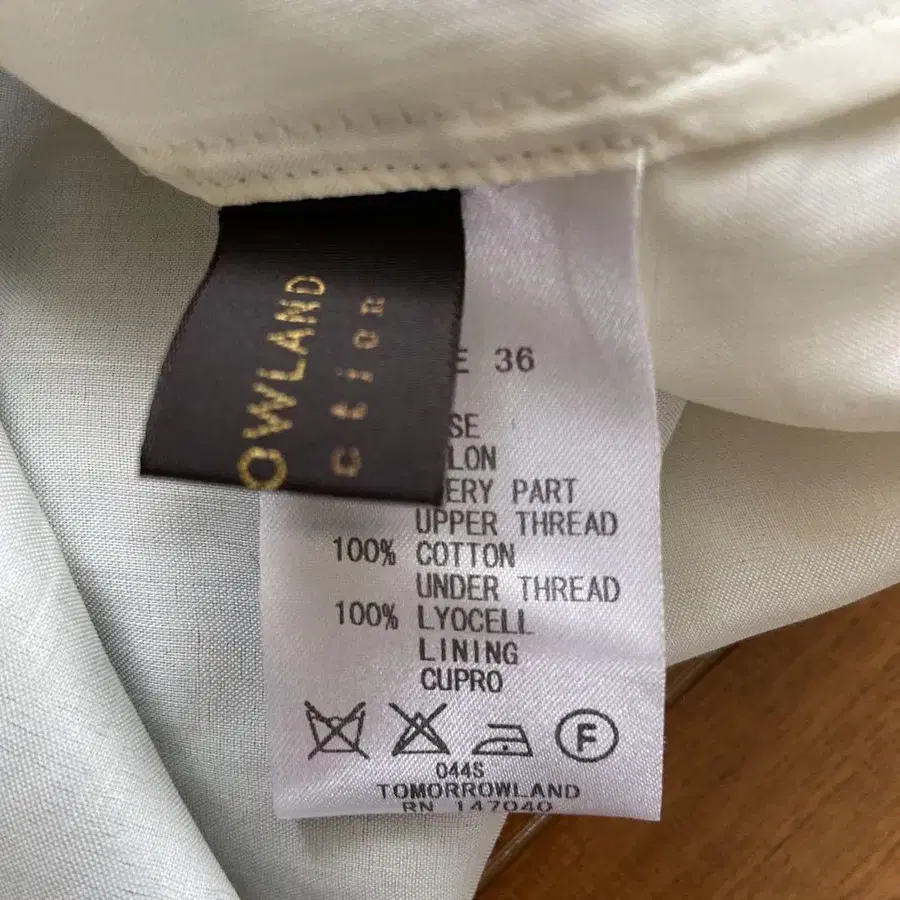 OWLAND
ction
E 36
SE
LON
ERY PART
UPPER THREAD
100% COTTON
UNDER THREAD
100% LYOCELL
LINING
CUPRO
F
044S
TOMORROWLAND
RN 147040